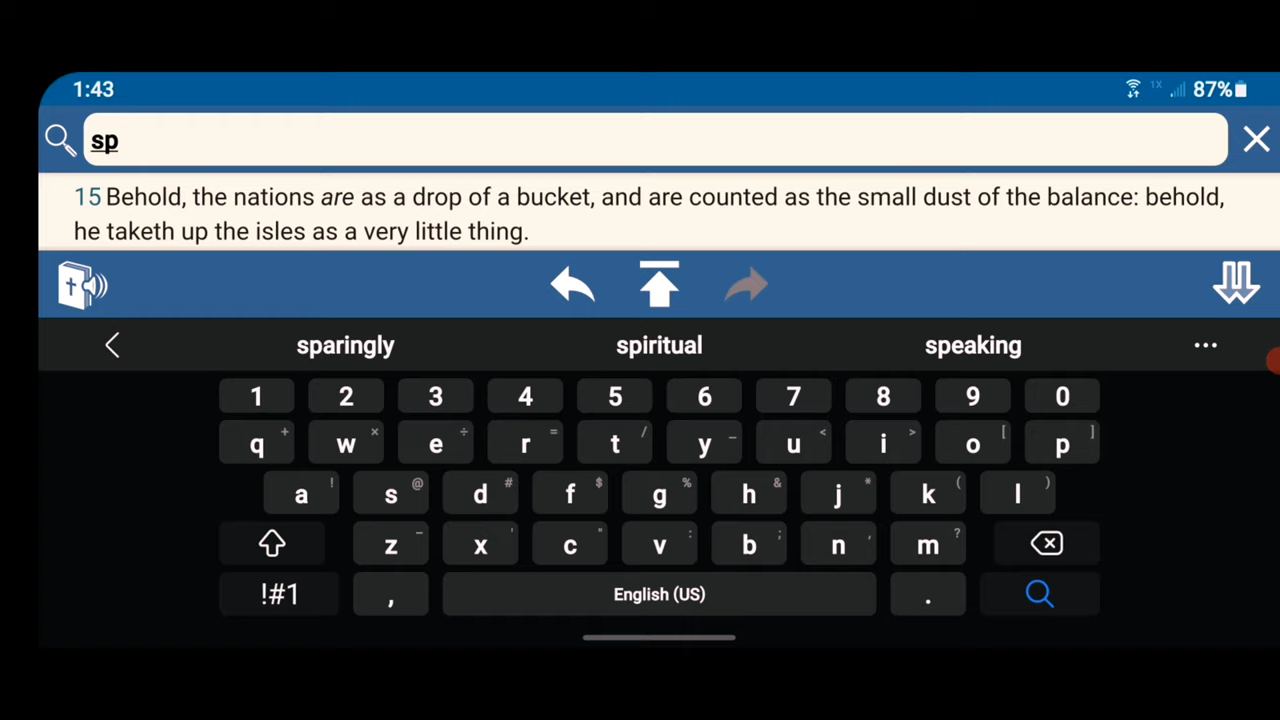 1:43 1X 87%
sp
15 Behold, the nations are as a drop of a bucket, and are counted as the small dust of the balance: behold,
he taketh up the isles as a very little thing.
sparingly spiritual speaking ...
1 2 3 4 5 6 7 8 9 0
q + w × e ÷ r = t / y _ u < i > o [ p ]
a ! s @ d # f $ g % h & j * k ( l )
z - x ' c " v : b ; n , m ?
!#1 , English (US) .